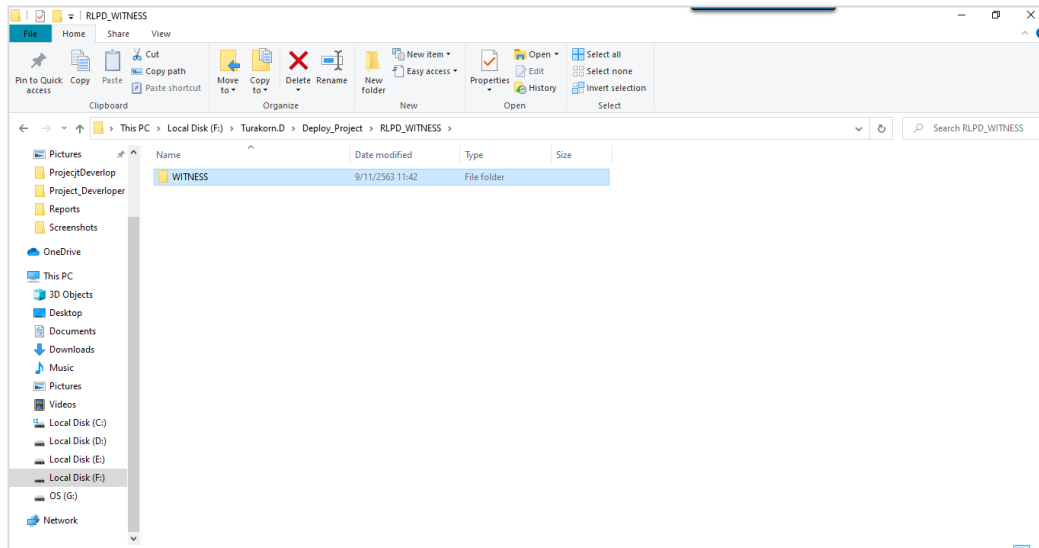 RLPD_WITNESS
File Home Share View
Pin to Quick access
Copy
Paste
Cut
Copy path
Paste shortcut
Clipboard
Move to
Copy to
Delete
Rename
Organize
New folder
New item
Easy access
New
Properties
Open
Edit
History
Open
Select all
Select none
Invert selection
Select
This PC > Local Disk (F:) > Turakorn.D > Deploy_Project > RLPD_WITNESS >
Search RLPD_WITNESS
Name Date modified Type Size
WITNESS 9/11/2563 11:42 File folder
Pictures
ProjecjtDeverlop
Project_Deverloper
Reports
Screenshots
OneDrive
This PC
3D Objects
Desktop
Documents
Downloads
Music
Pictures
Videos
Local Disk (C:)
Local Disk (D:)
Local Disk (E:)
Local Disk (F:)
OS (G:)
Network